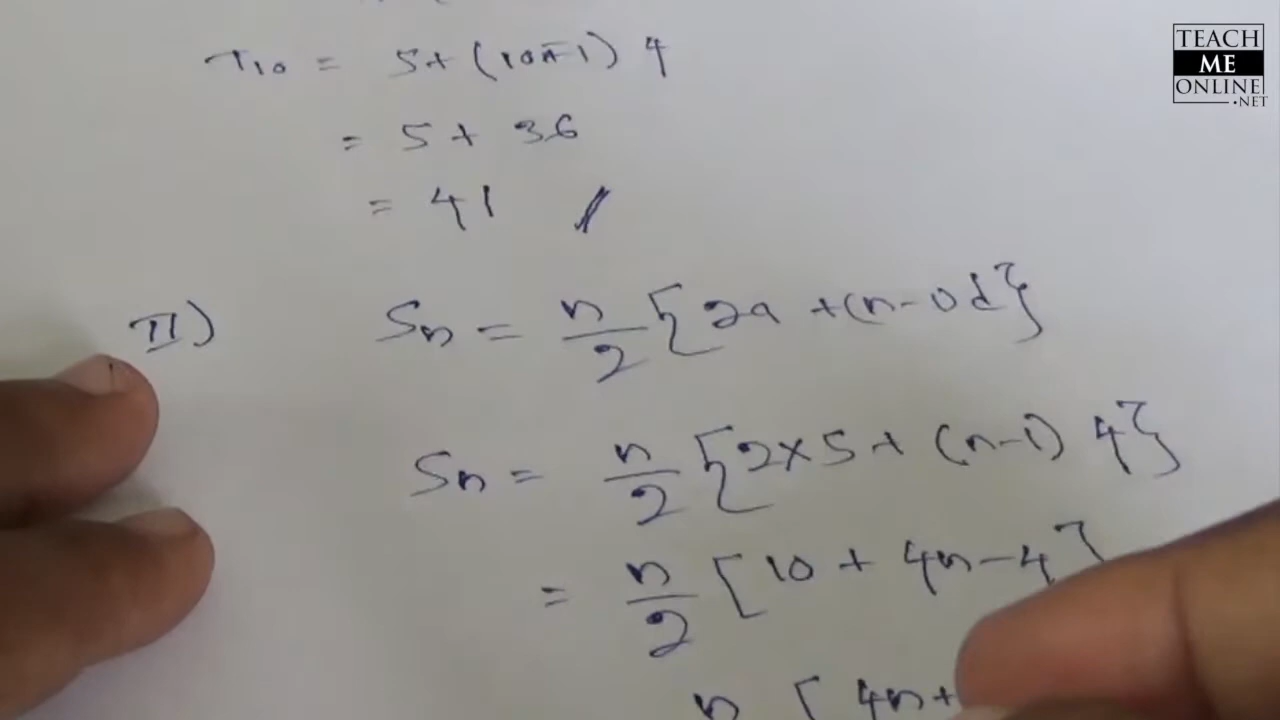 T₁₀ = 5 + (10 - 1) 4
= 5 + 36
= 41
II) Sn = n/2 {2a + (n - 1)d}
Sn = n/2 {2×5 + (n-1) 4}
= n/2 [10 + 4n - 4]
n [4n+
TEACH
ME
ONLINE
.NET